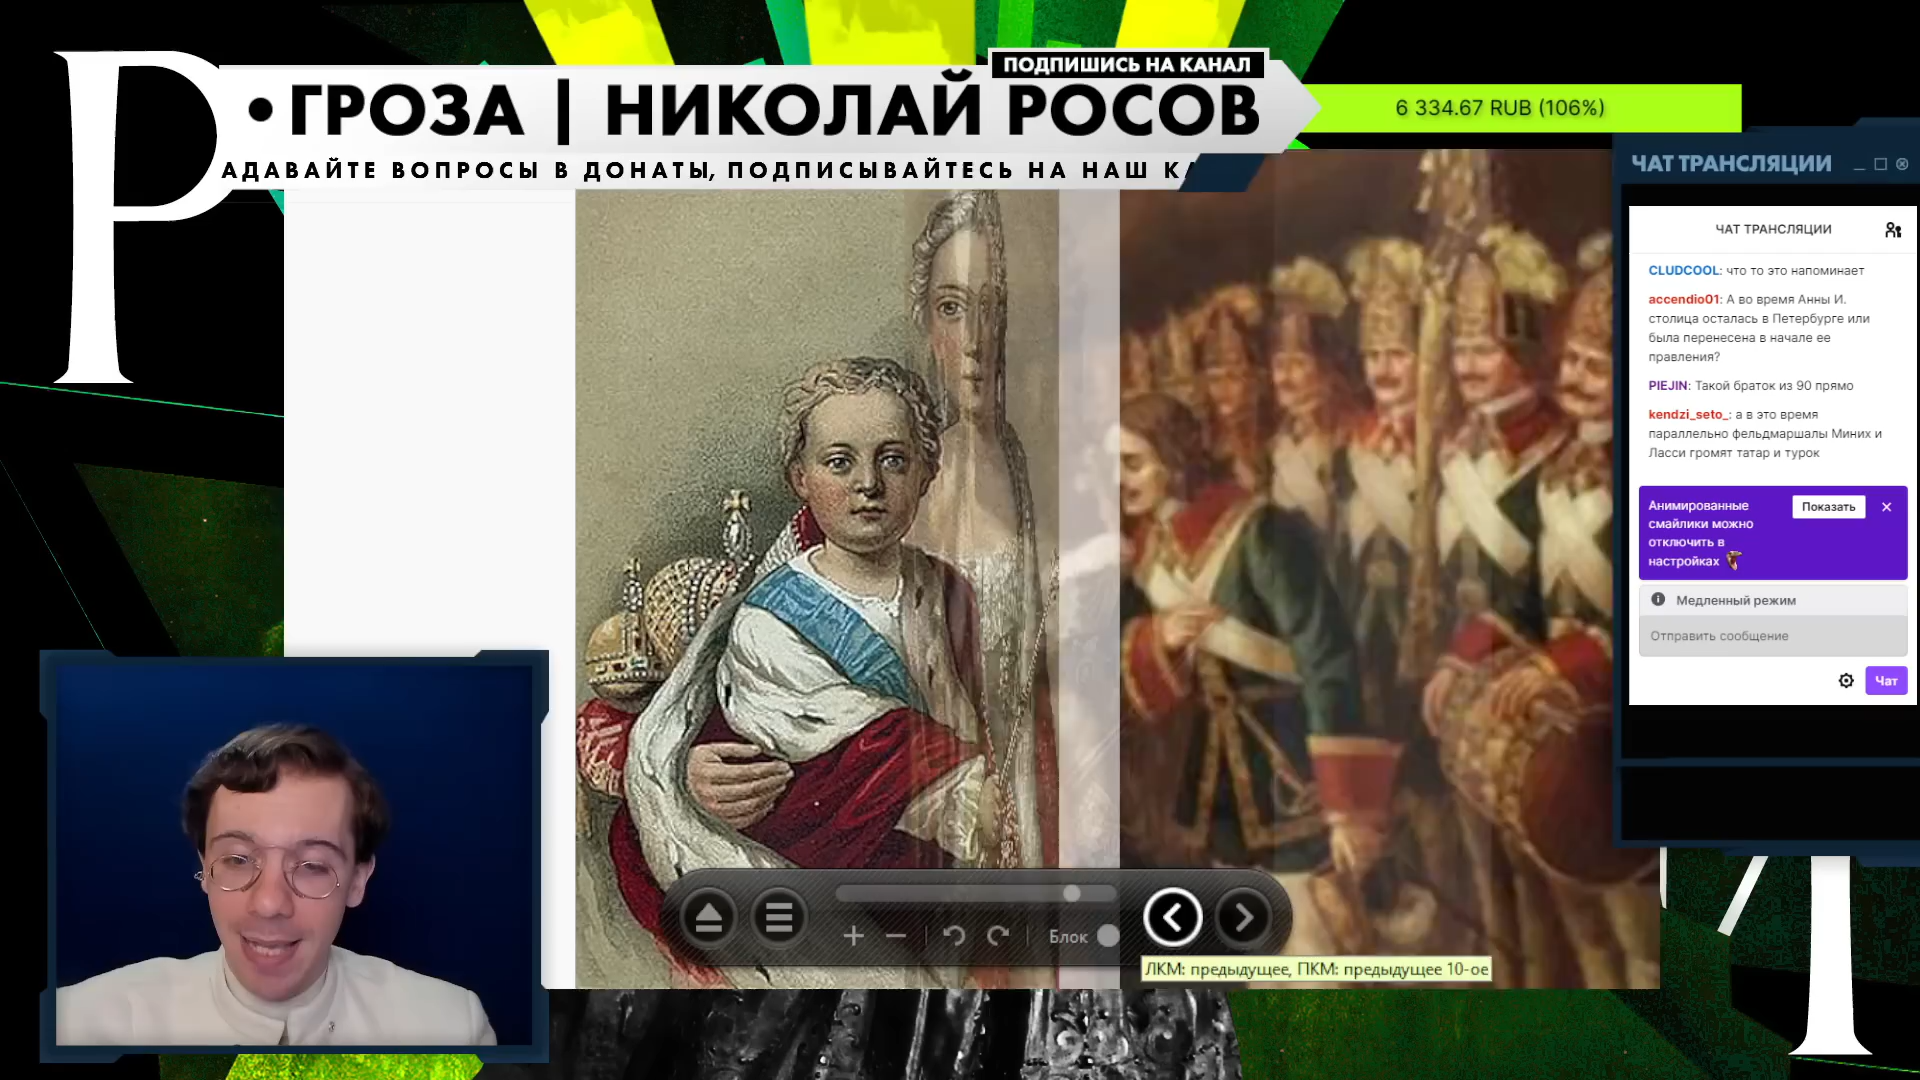 Р
ПОДПИШИСЬ НА КАНАЛ
• ГРОЗА | НИКОЛАЙ РОСОВ
6 334.67 RUB (106%)
АДАВАЙТЕ ВОПРОСЫ В ДОНАТЫ, ПОДПИСЫВАЙТЕСЬ НА НАШ КА
ЧАТ ТРАНСЛЯЦИИ
ЧАТ ТРАНСЛЯЦИИ
CLUDCOOL: что то это напоминает
accendio01: А во время Анны И.
столица осталась в Петербурге или
была перенесена в начале ее
правления?
PIEJIN: Такой браток из 90 прямо
kendzi_seto_: а в это время
параллельно фельдмаршалы Миних и
Ласси громят татар и турок
Анимированные
смайлики можно
отключить в
настройках
Показать
Медленный режим
Отправить сообщение
Чат
Блок
ЛКМ: предыдущее, ПКМ: предыдущее 10-ое